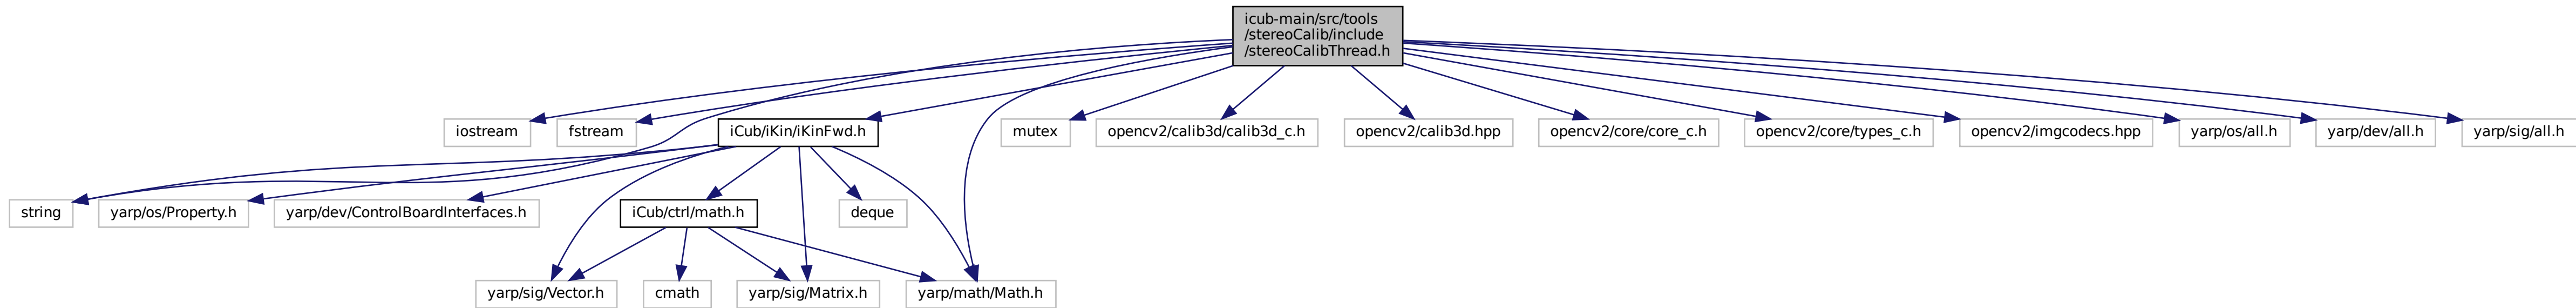 icub-main/src/tools
/stereoCalib/include
/stereoCalibThread.h
iostream
fstream
iCub/iKin/iKinFwd.h
mutex
opencv2/calib3d/calib3d_c.h
opencv2/calib3d.hpp
opencv2/core/core_c.h
opencv2/core/types_c.h
opencv2/imgcodecs.hpp
yarp/os/all.h
yarp/dev/all.h
yarp/sig/all.h
string
yarp/os/Property.h
yarp/dev/ControlBoardInterfaces.h
iCub/ctrl/math.h
deque
yarp/sig/Vector.h
cmath
yarp/sig/Matrix.h
yarp/math/Math.h